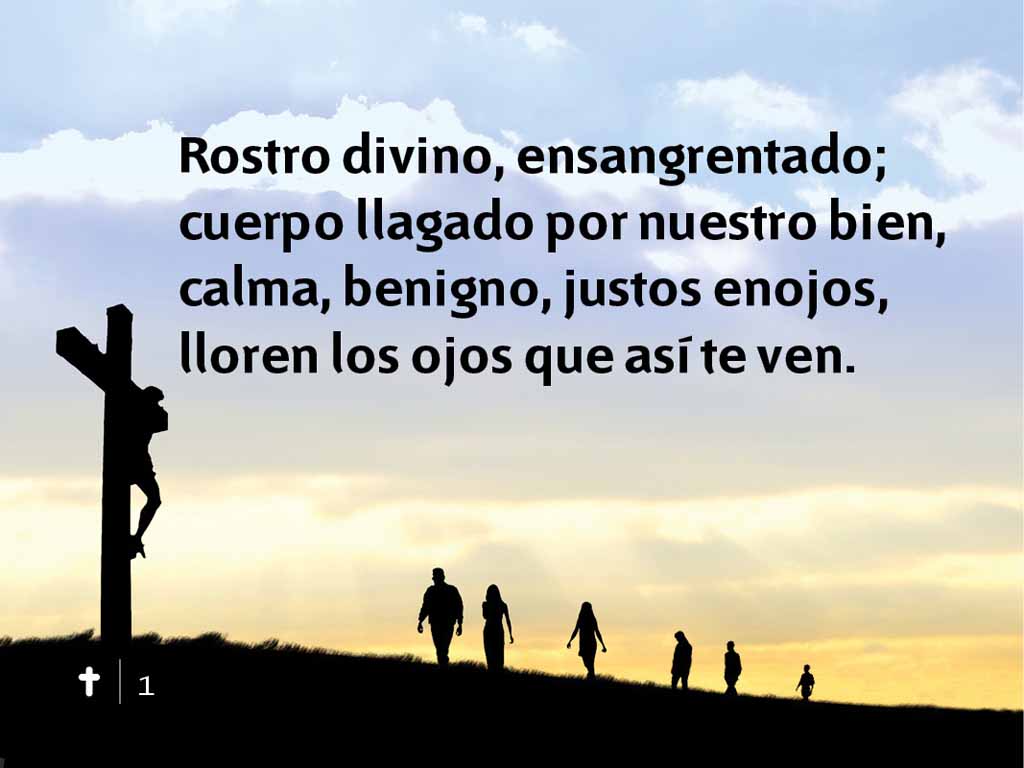 Rostro divino, ensangrentado;
cuerpo llagado por nuestro bien,
calma, benigno, justos enojos,
lloren los ojos que así te ven.
1